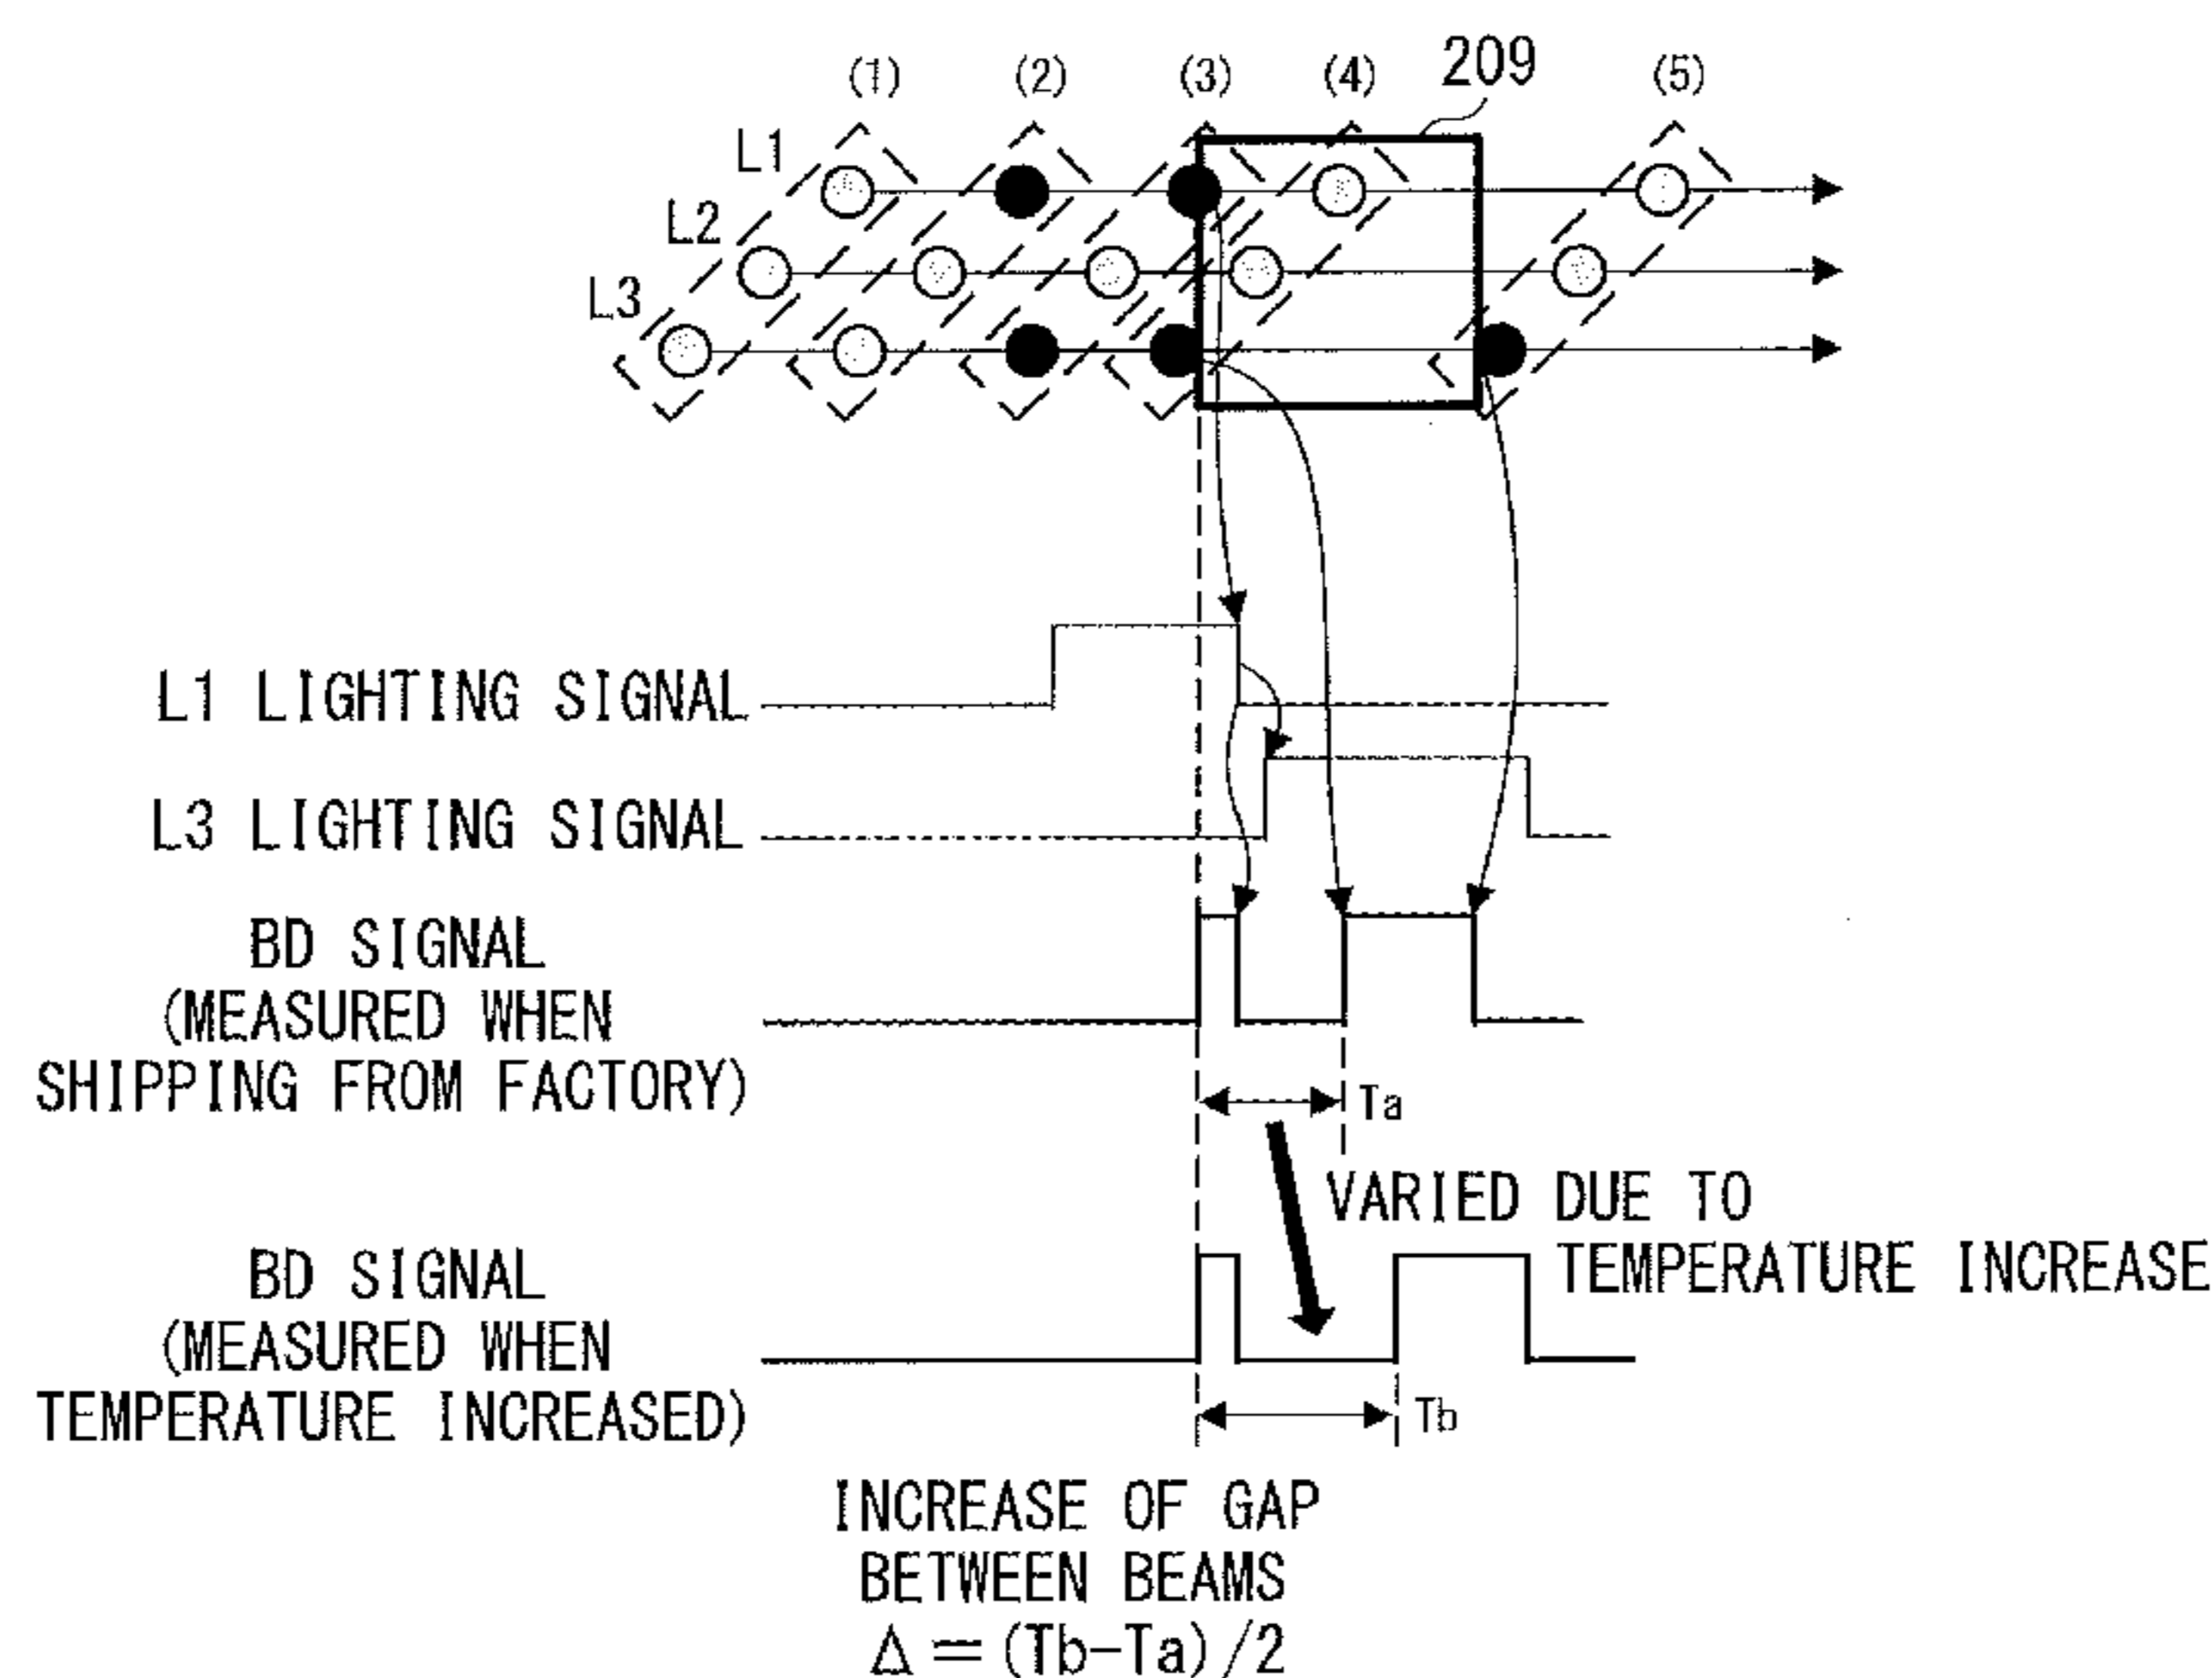 209
(1) (2) (3) (4) (5)
L1
L2
L3
L1 LIGHTING SIGNAL
L3 LIGHTING SIGNAL
BD SIGNAL
(MEASURED WHEN
SHIPPING FROM FACTORY)
Ta
VARIED DUE TO
TEMPERATURE INCREASE
BD SIGNAL
(MEASURED WHEN
TEMPERATURE INCREASED)
Tb
INCREASE OF GAP
BETWEEN BEAMS
Δ=(Tb-Ta)/2